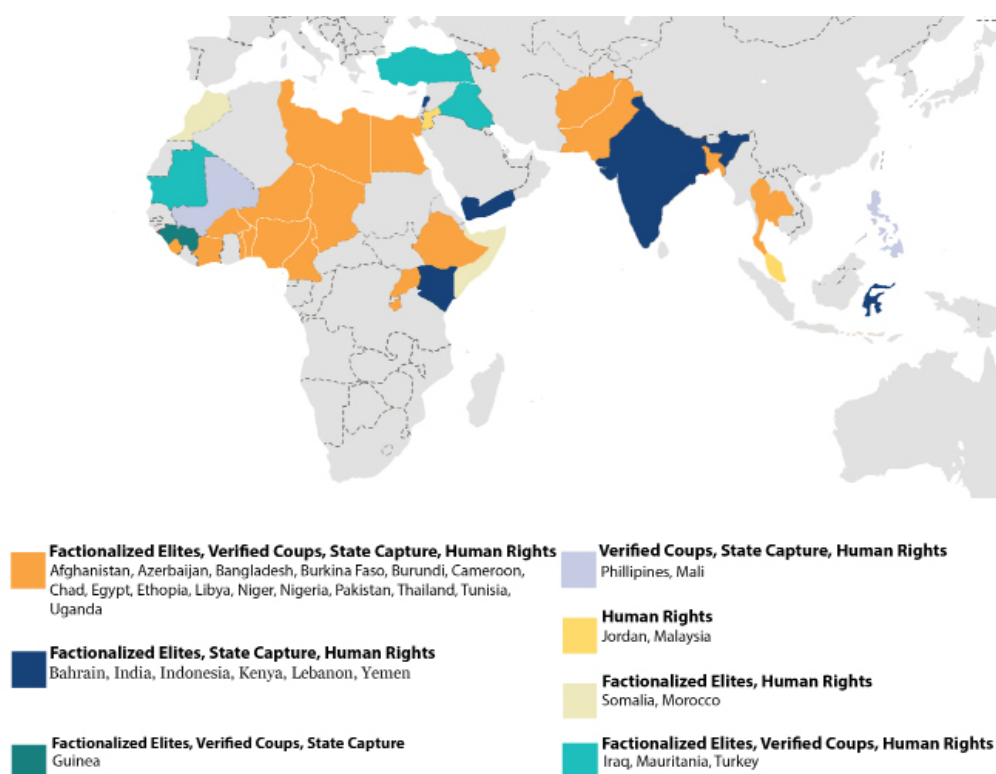 Factionalized Elites, Verified Coups, State Capture, Human Rights
Afghanistan, Azerbaijan, Bangladesh, Burkina Faso, Burundi, Cameroon,
Chad, Egypt, Ethopia, Libya, Niger, Nigeria, Pakistan, Thailand, Tunisia,
Uganda
Factionalized Elites, State Capture, Human Rights
Bahrain, India, Indonesia, Kenya, Lebanon, Yemen
Factionalized Elites, Verified Coups, State Capture
Guinea
Verified Coups, State Capture, Human Rights
Phillipines, Mali
Human Rights
Jordan, Malaysia
Factionalized Elites, Human Rights
Somalia, Morocco
Factionalized Elites, Verified Coups, Human Rights
Iraq, Mauritania, Turkey